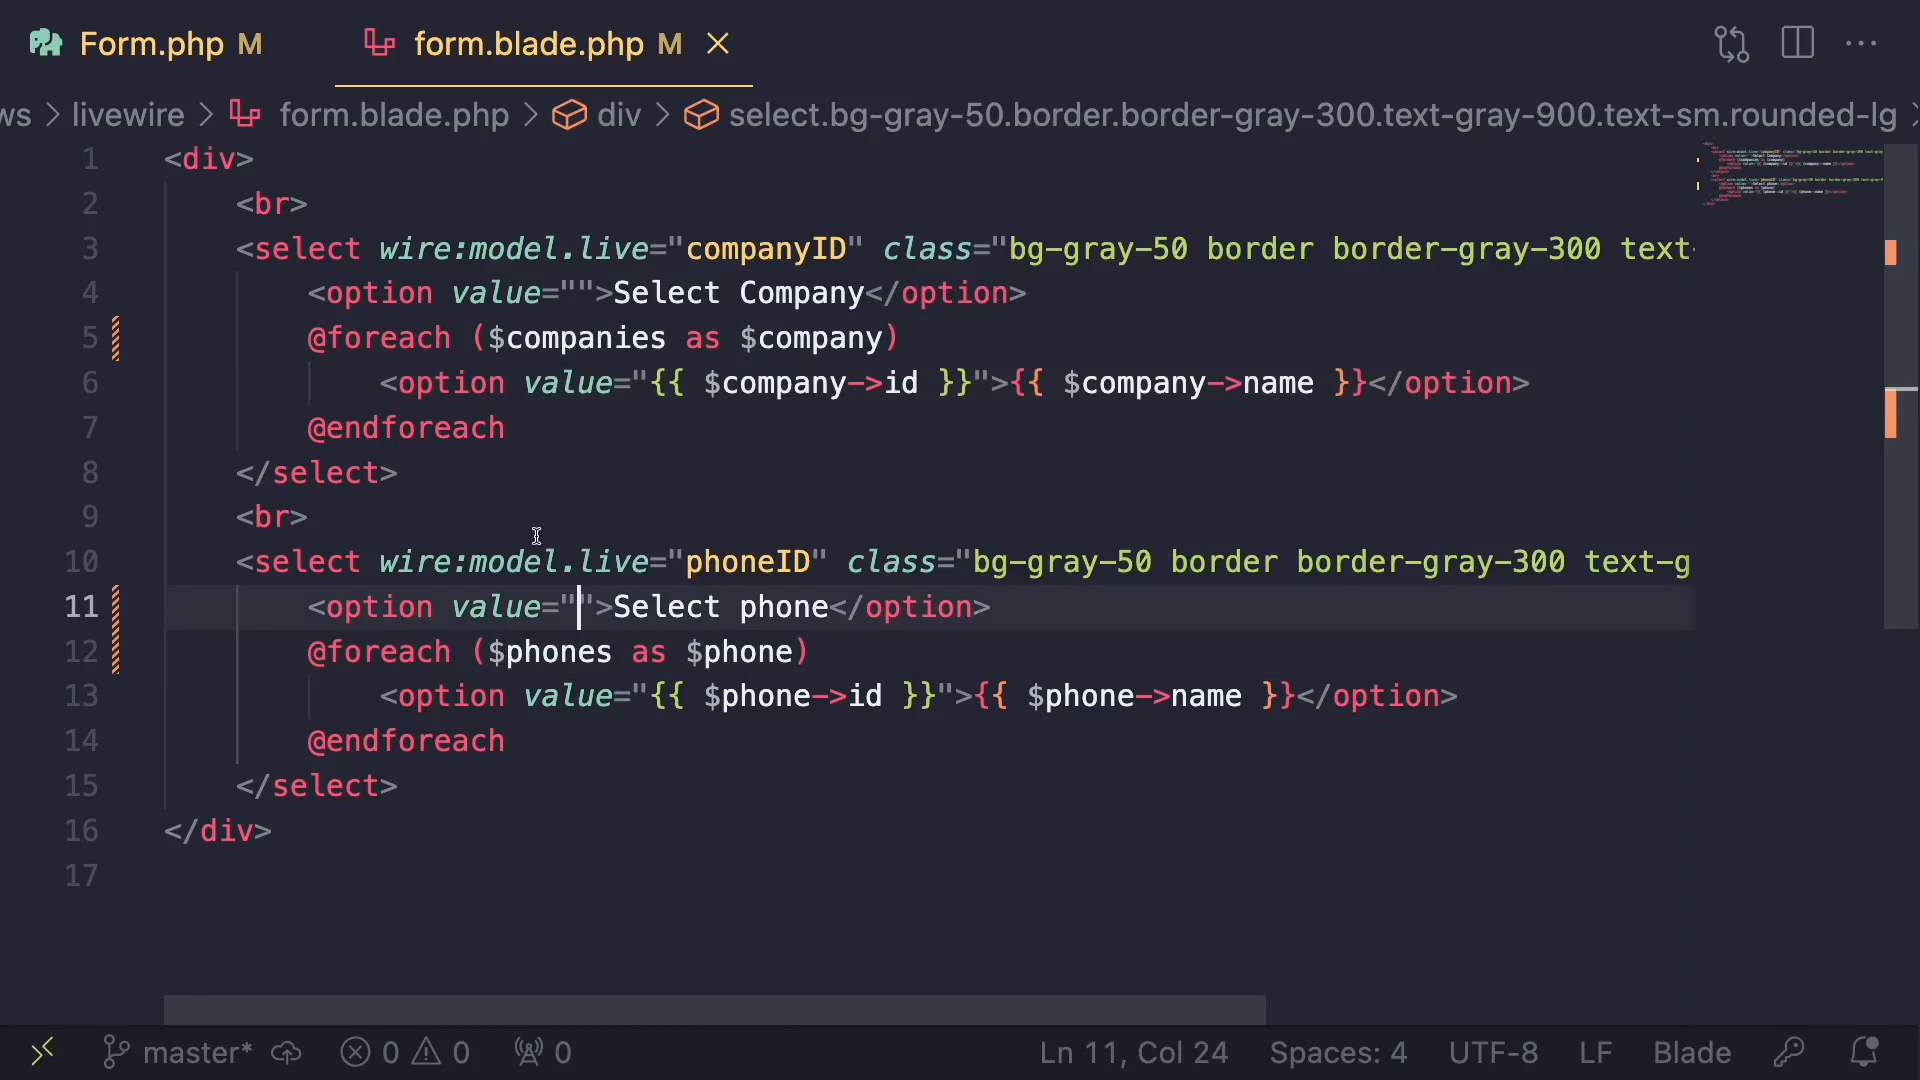 Form.php M form.blade.php M
ws > livewire > form.blade.php > div > select.bg-gray-50.border.border-gray-300.text-gray-900.text-sm.rounded-lg >
1 <div>
2 <br>
3 <select wire:model.live="companyID" class="bg-gray-50 border border-gray-300 text-
4 <option value="">Select Company</option>
5 @foreach ($companies as $company)
6 <option value="{{ $company->id }}">{{ $company->name }}</option>
7 @endforeach
8 </select>
9 <br>
10 <select wire:model.live="phoneID" class="bg-gray-50 border border-gray-300 text-g
11 <option value="">Select phone</option>
12 @foreach ($phones as $phone)
13 <option value="{{ $phone->id }}">{{ $phone->name }}</option>
14 @endforeach
15 </select>
16 </div>
17
master* 0 0 0 Ln 11, Col 24 Spaces: 4 UTF-8 LF Blade